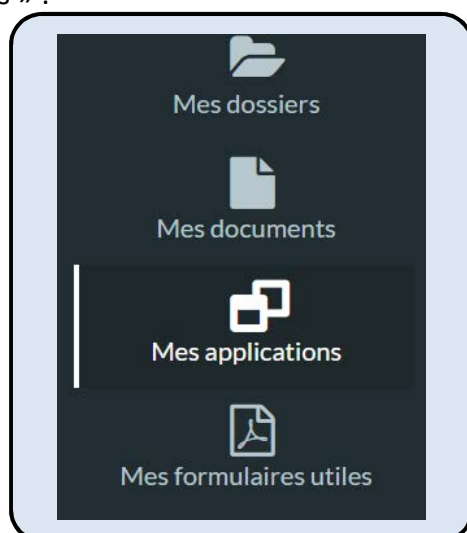 s » :
Mes dossiers
Mes documents
Mes applications
Mes formulaires utiles